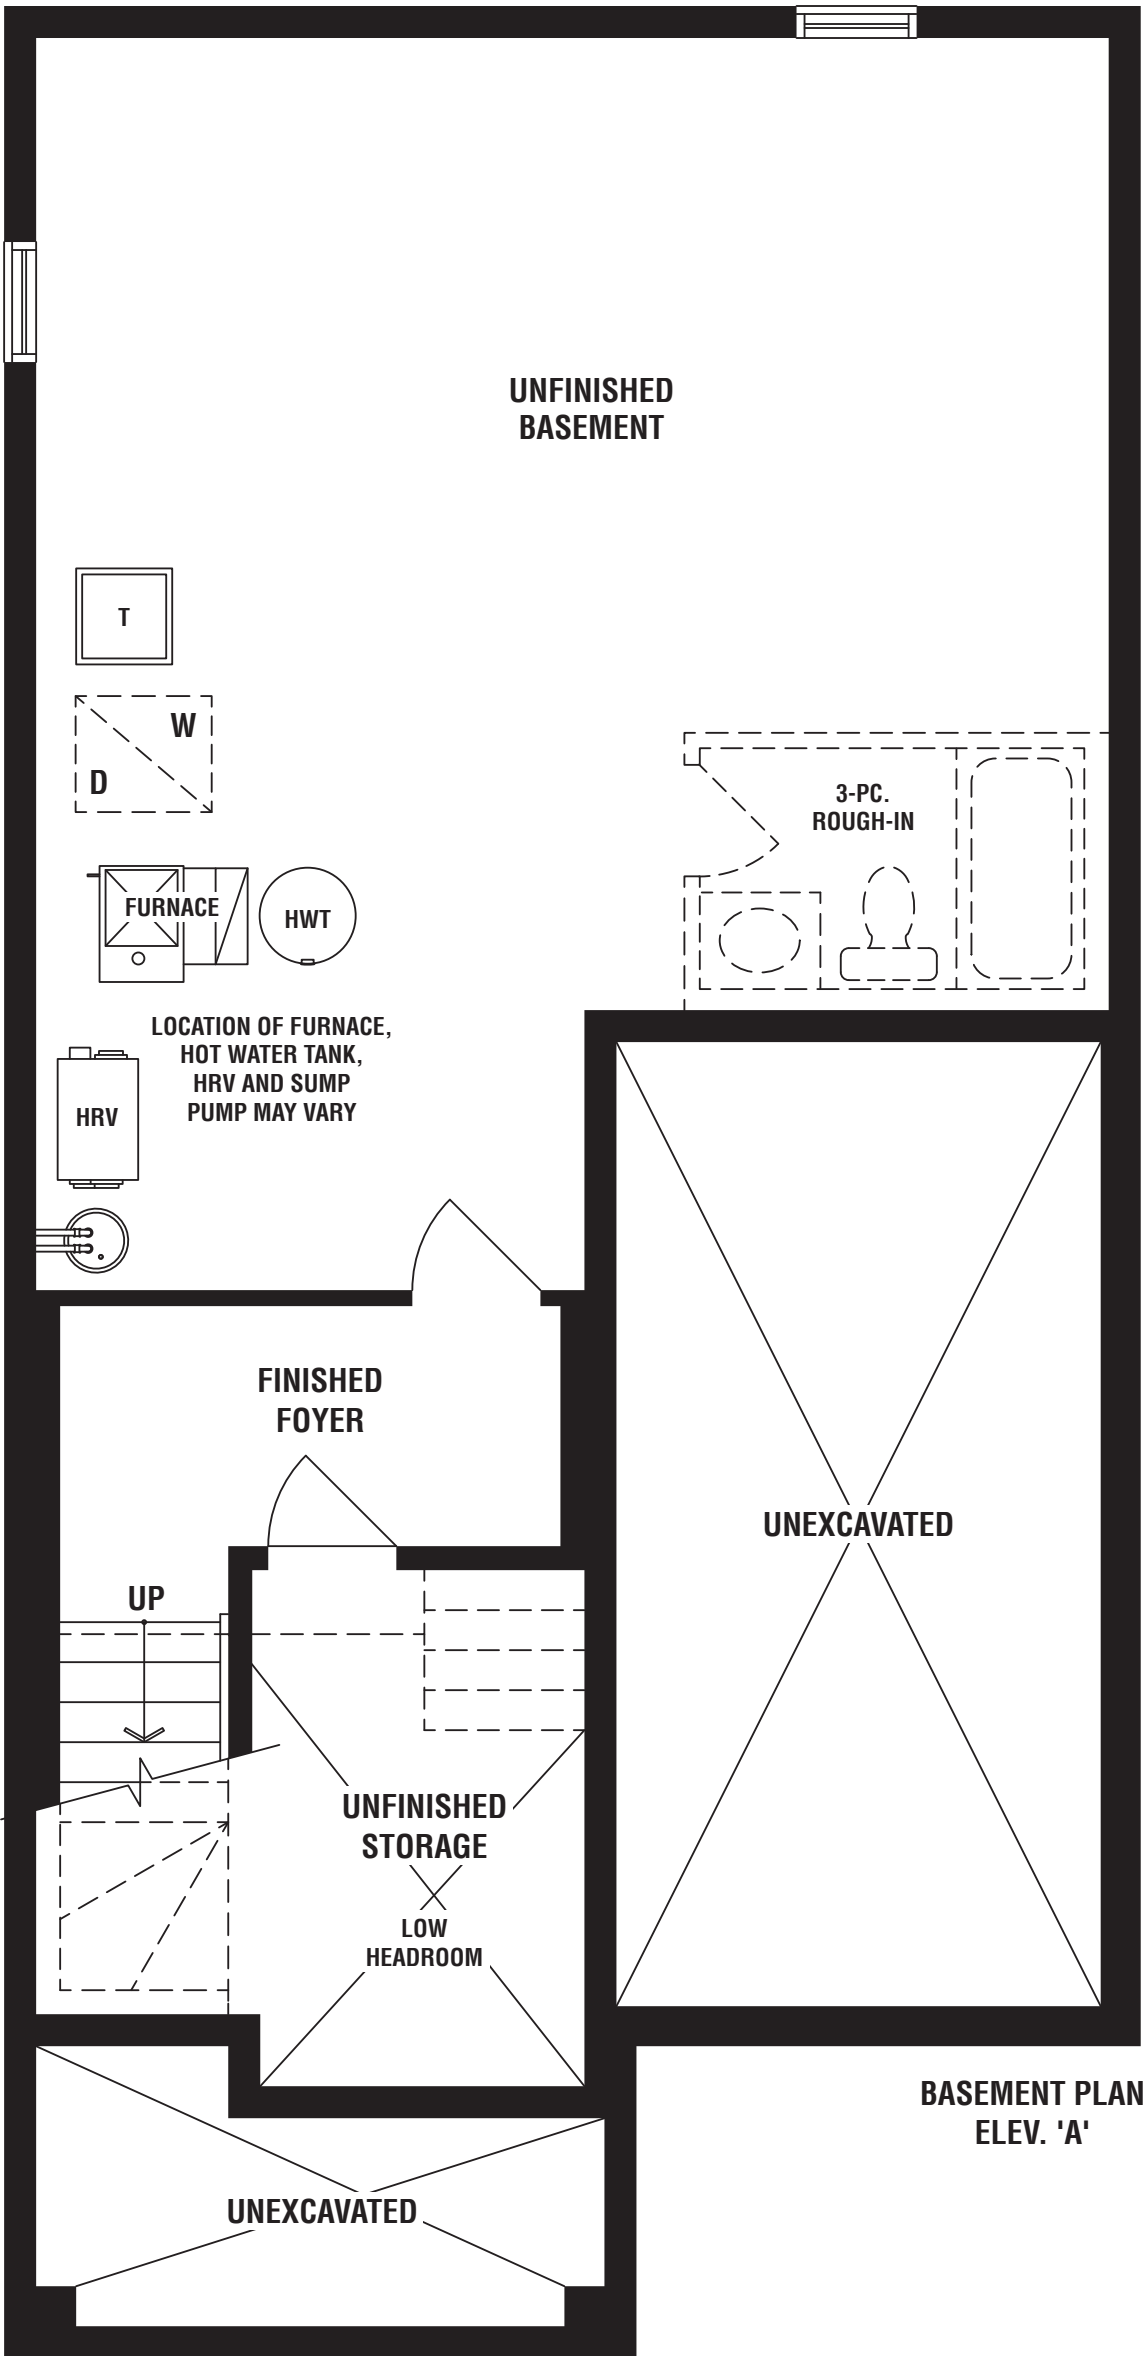 UNFINISHED
BASEMENT
T
W
D
3-PC.
ROUGH-IN
FURNACE
HWT
LOCATION OF FURNACE,
HOT WATER TANK,
HRV AND SUMP
PUMP MAY VARY
HRV
FINISHED
FOYER
UNEXCAVATED
UP
UNFINISHED
STORAGE
LOW
HEADROOM
BASEMENT PLAN
ELEV. 'A'
UNEXCAVATED